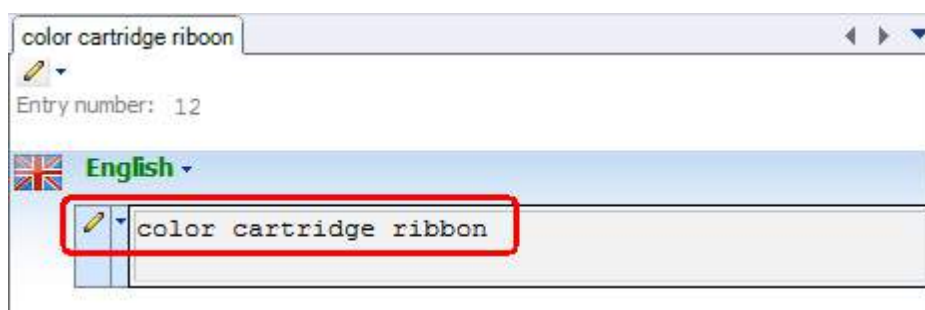 color cartridge riboon
Entry number: 12
English
color cartridge ribbon